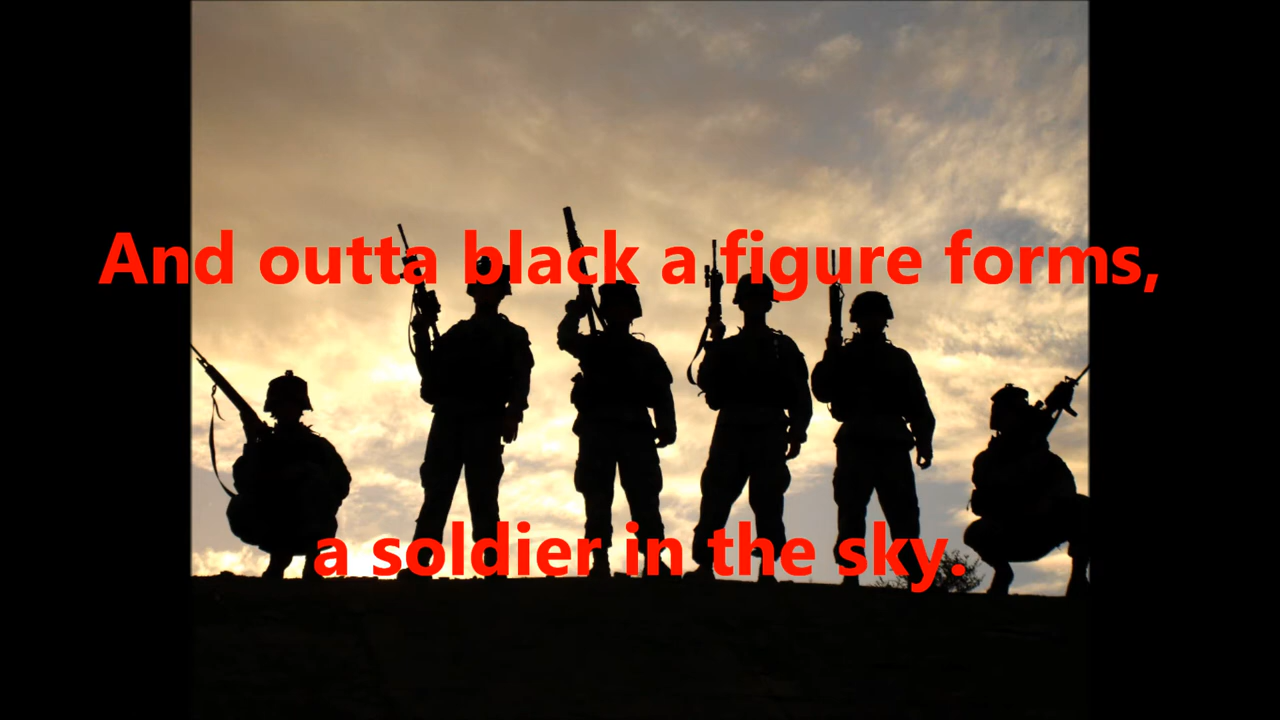 And outta black a figure forms,
a soldier in the sky.